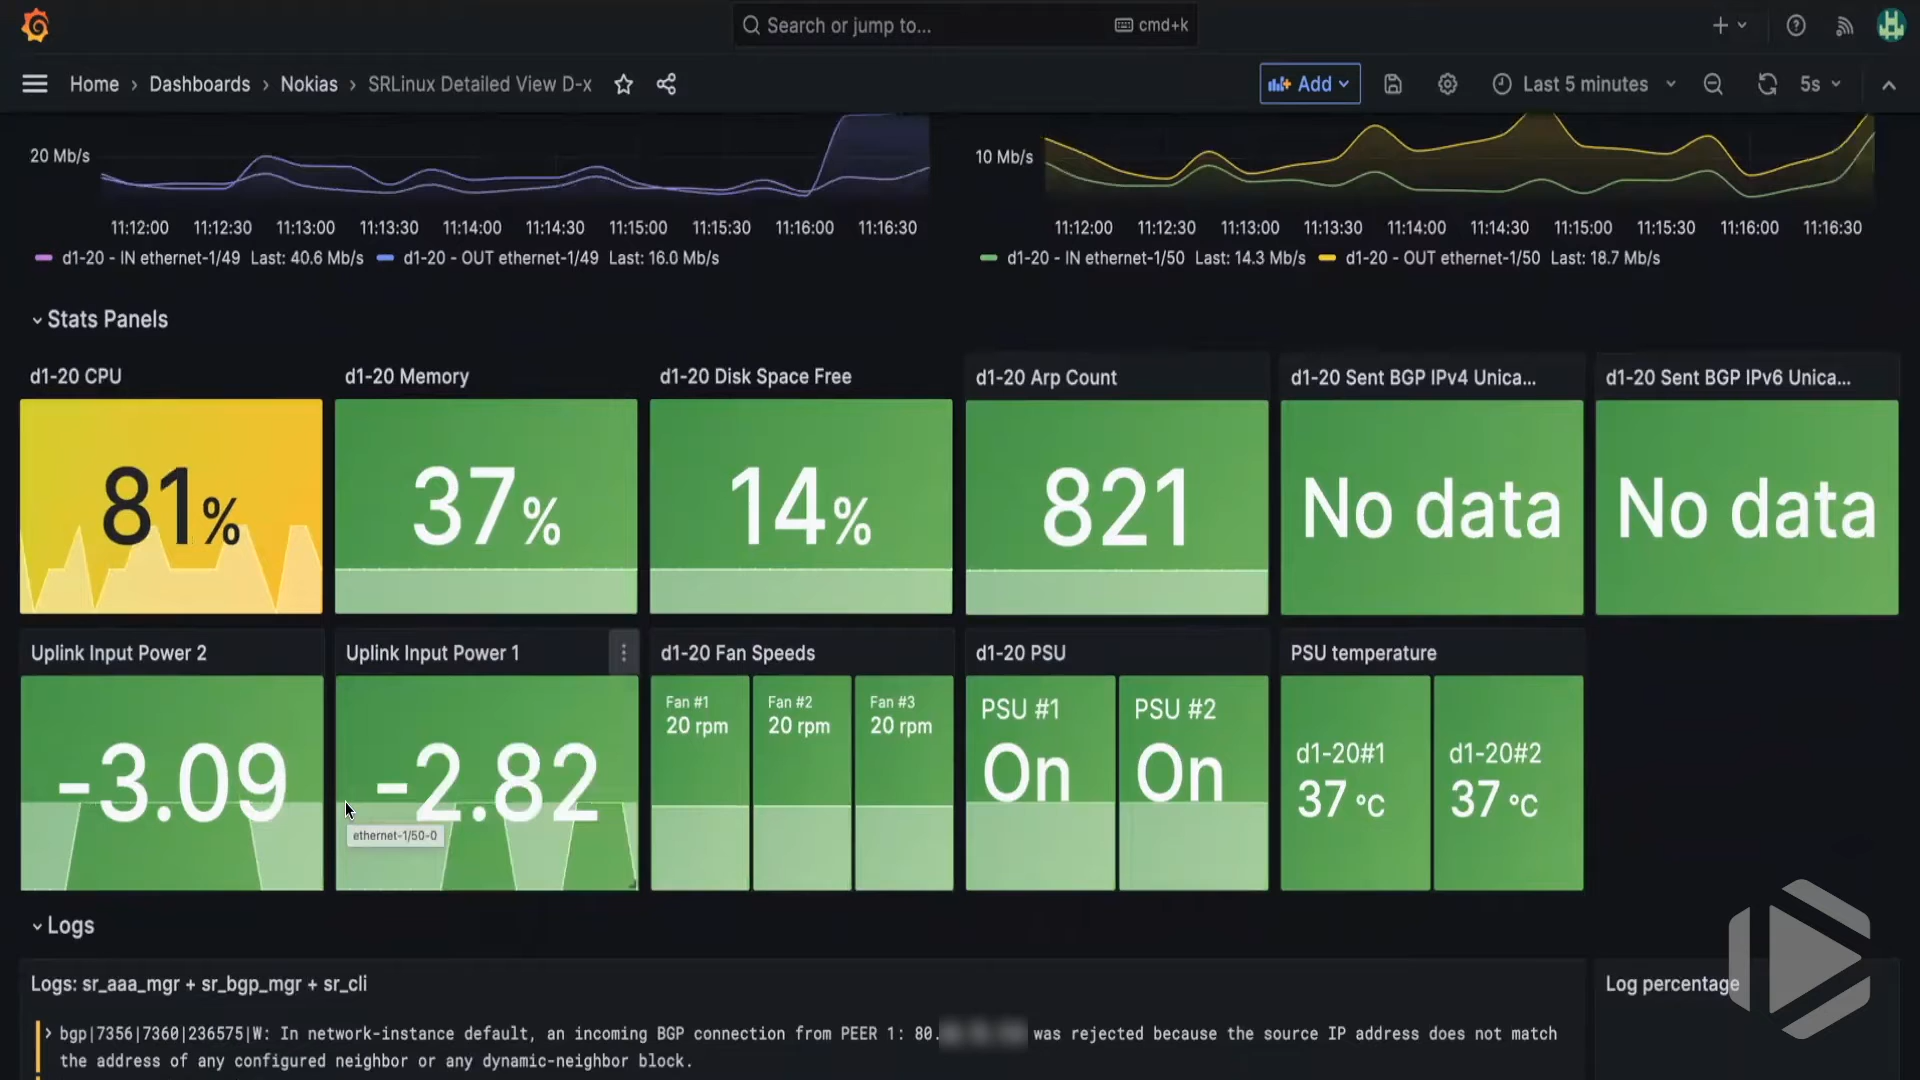 Search or jump to...
cmd+k
Home › Dashboards › Nokias › SRLinux Detailed View D-x
Add
Last 5 minutes
5s
20 Mb/s
11:12:00 11:12:30 11:13:00 11:13:30 11:14:00 11:14:30 11:15:00 11:15:30 11:16:00 11:16:30
d1-20 - IN ethernet-1/49 Last: 40.6 Mb/s d1-20 - OUT ethernet-1/49 Last: 16.0 Mb/s
10 Mb/s
11:12:00 11:12:30 11:13:00 11:13:30 11:14:00 11:14:30 11:15:00 11:15:30 11:16:00 11:16:30
d1-20 - IN ethernet-1/50 Last: 14.3 Mb/s d1-20 - OUT ethernet-1/50 Last: 18.7 Mb/s
Stats Panels
d1-20 CPU
81%
d1-20 Memory
37%
d1-20 Disk Space Free
14%
d1-20 Arp Count
821
d1-20 Sent BGP IPv4 Unica...
No data
d1-20 Sent BGP IPv6 Unica...
No data
Uplink Input Power 2
-3.09
Uplink Input Power 1
-2.82
ethernet-1/50-0
d1-20 Fan Speeds
Fan #1
20 rpm
Fan #2
20 rpm
Fan #3
20 rpm
d1-20 PSU
PSU #1
On
PSU #2
On
PSU temperature
d1-20#1
37 °C
d1-20#2
37 °C
Logs
Logs: sr_aaa_mgr + sr_bgp_mgr + sr_cli
bgp|7356|7360|236575|W: In network-instance default, an incoming BGP connection from PEER 1: 80. was rejected because the source IP address does not match
the address of any configured neighbor or any dynamic-neighbor block.
Log percentage